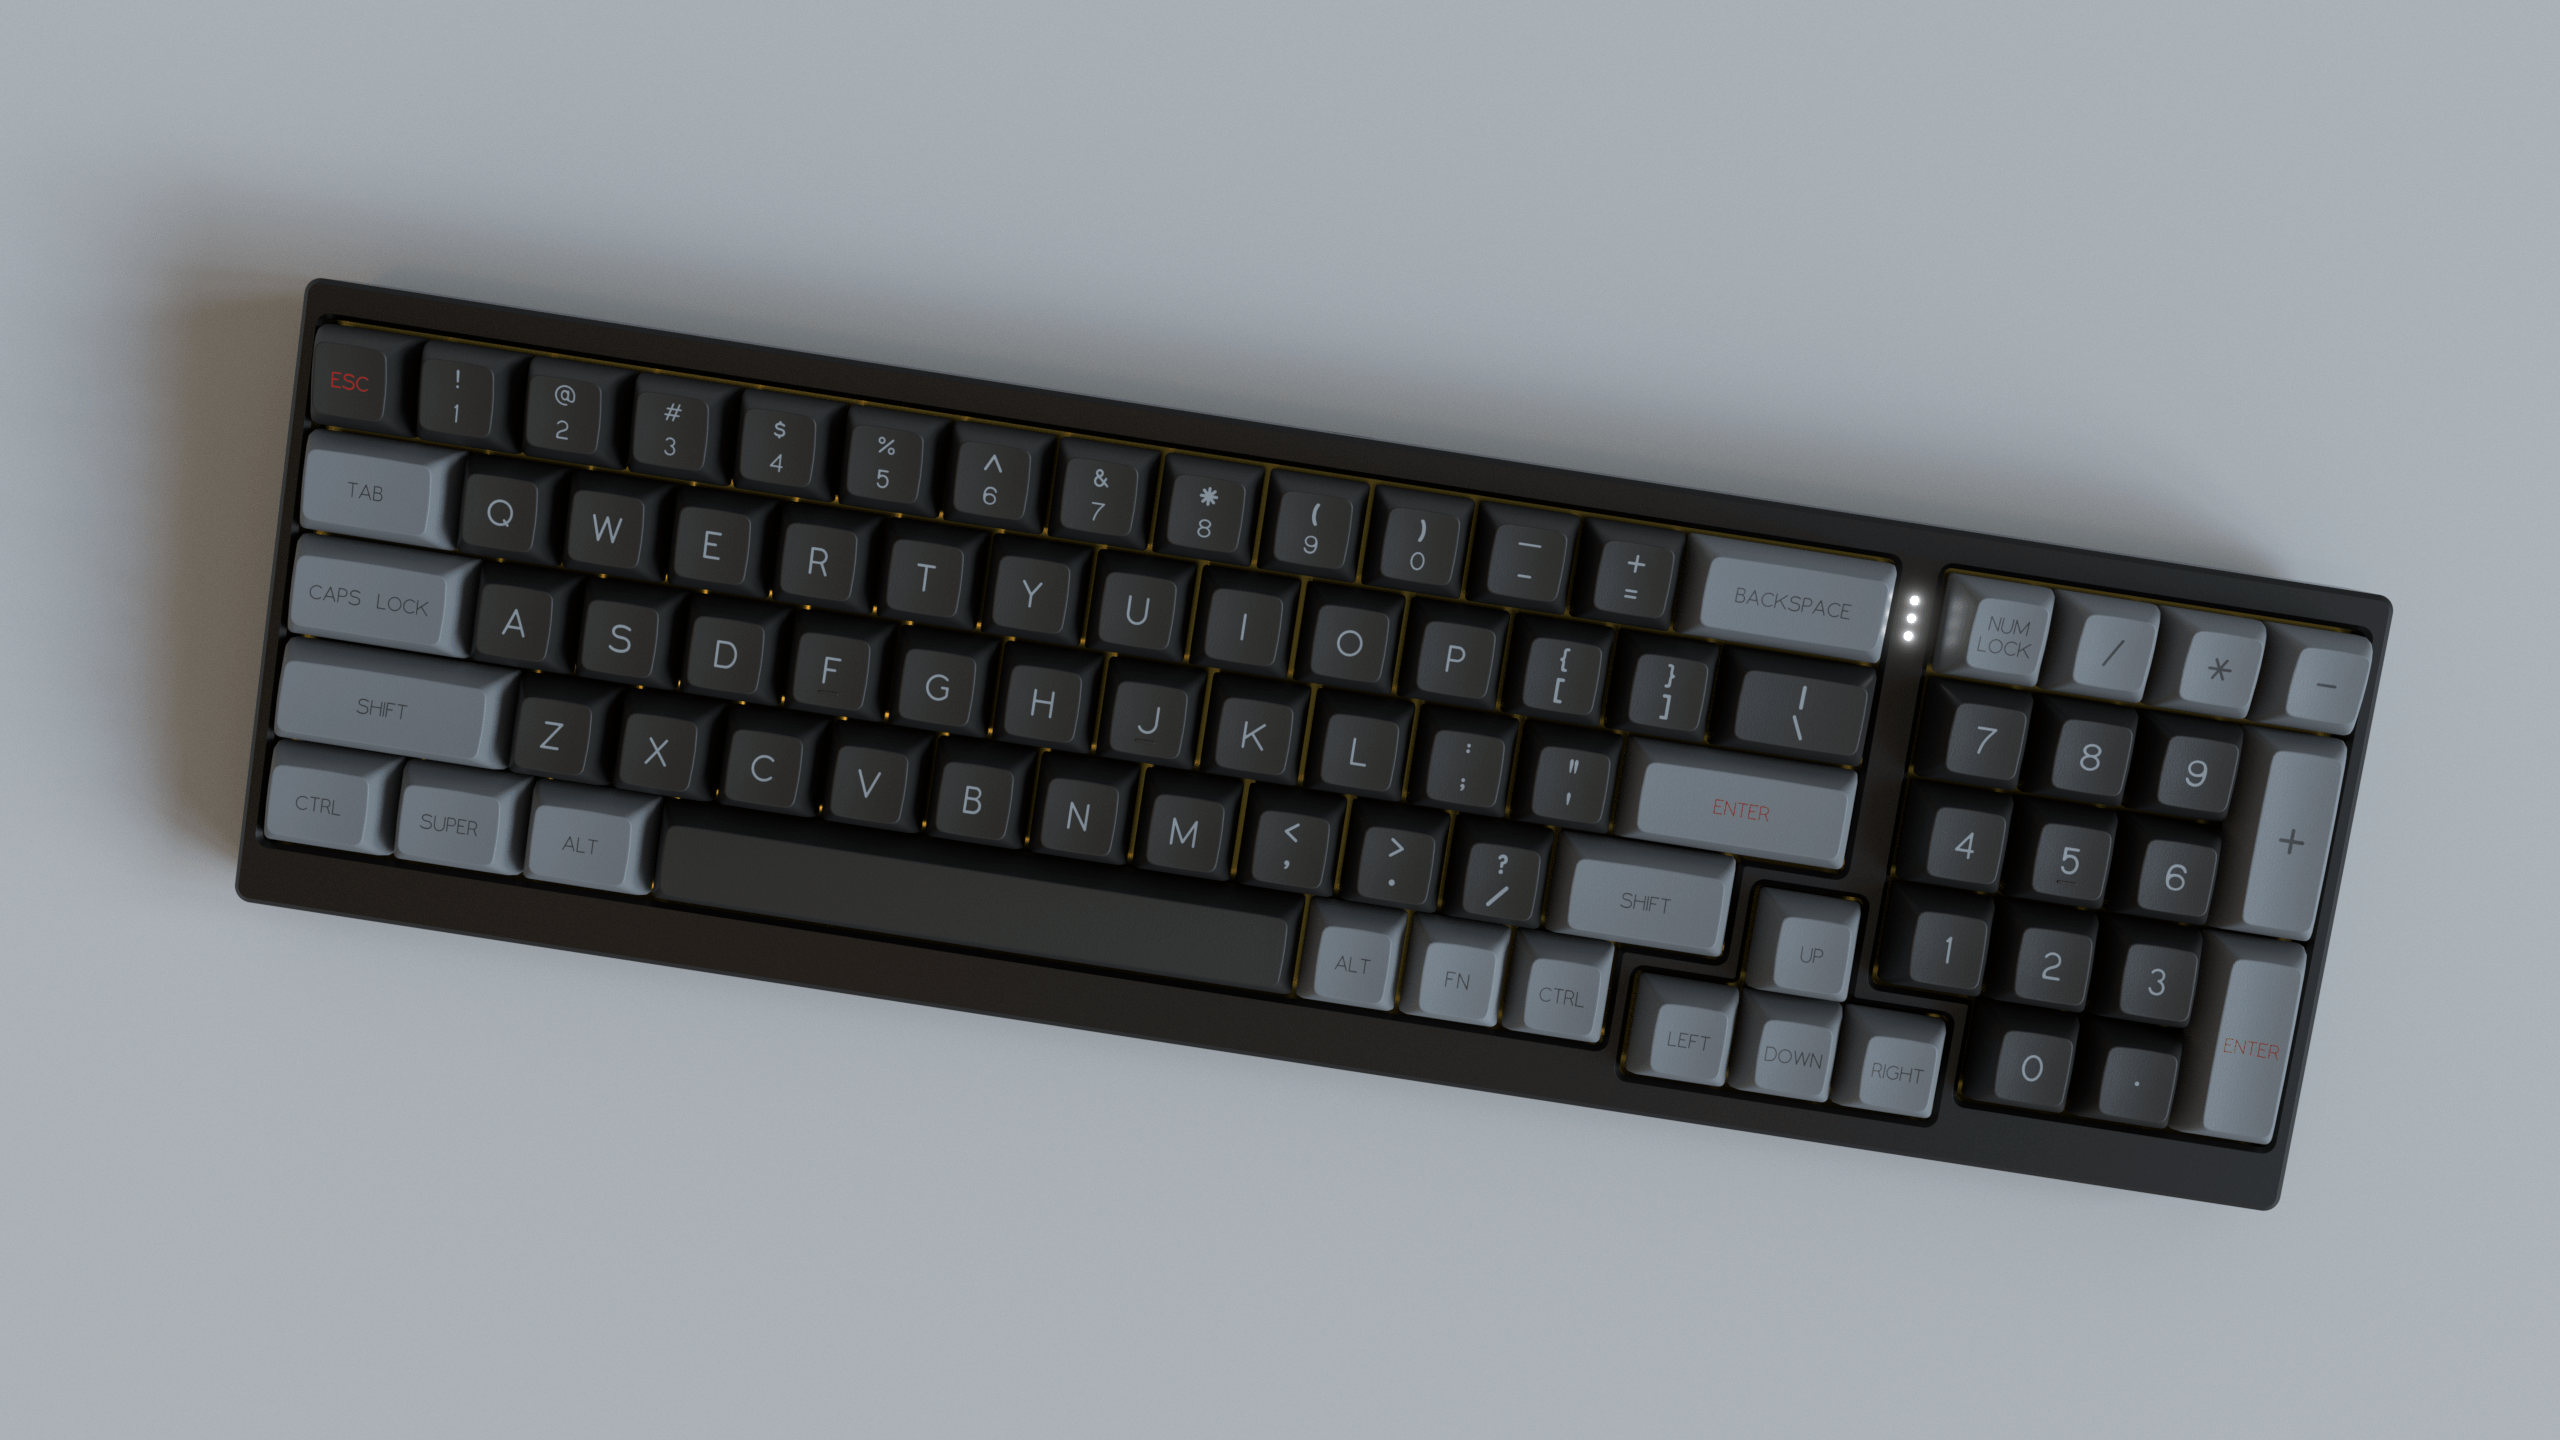 ESC ! @ # $ % ^ & * ( ) — +
1 2 3 4 5 6 7 8 9 0 - = BACKSPACE NUM LOCK / * -
TAB Q W E R T Y U I O P { } |
[ ] \ 7 8 9 +
CAPS LOCK A S D F G H J K L : "
; ' ENTER 4 5 6
SHIFT Z X C V B N M < > ?
, . / SHIFT UP 1 2 3 ENTER
CTRL SUPER ALT ALT FN CTRL LEFT DOWN RIGHT 0 .